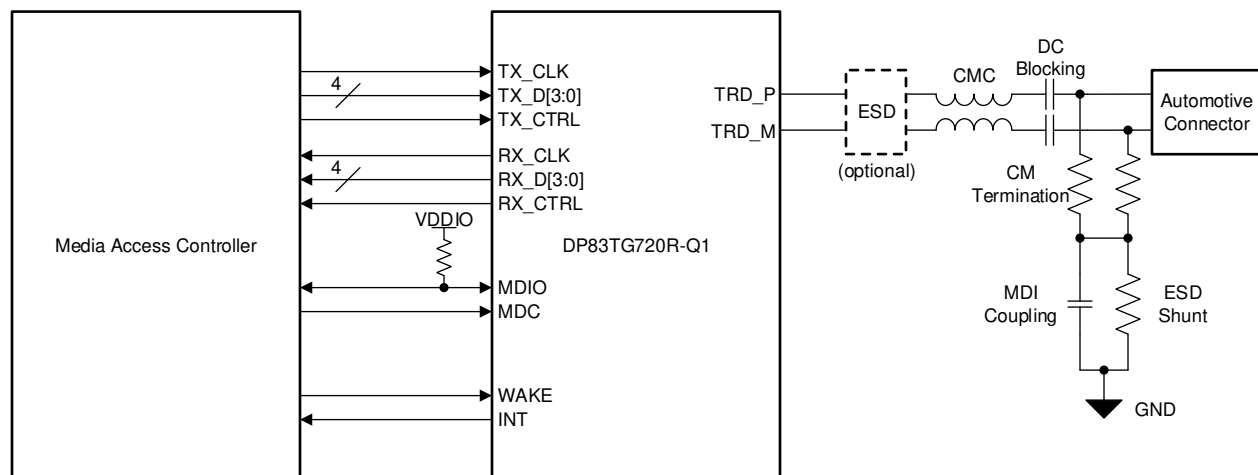 Media Access Controller
4
4
VDDIO
TX_CLK
TX_D[3:0]
TX_CTRL
RX_CLK
RX_D[3:0]
RX_CTRL
MDIO
MDC
WAKE
INT
DP83TG720R-Q1
TRD_P
TRD_M
ESD
(optional)
CMC
DC
Blocking
Automotive
Connector
CM
Termination
MDI
Coupling
ESD
Shunt
GND